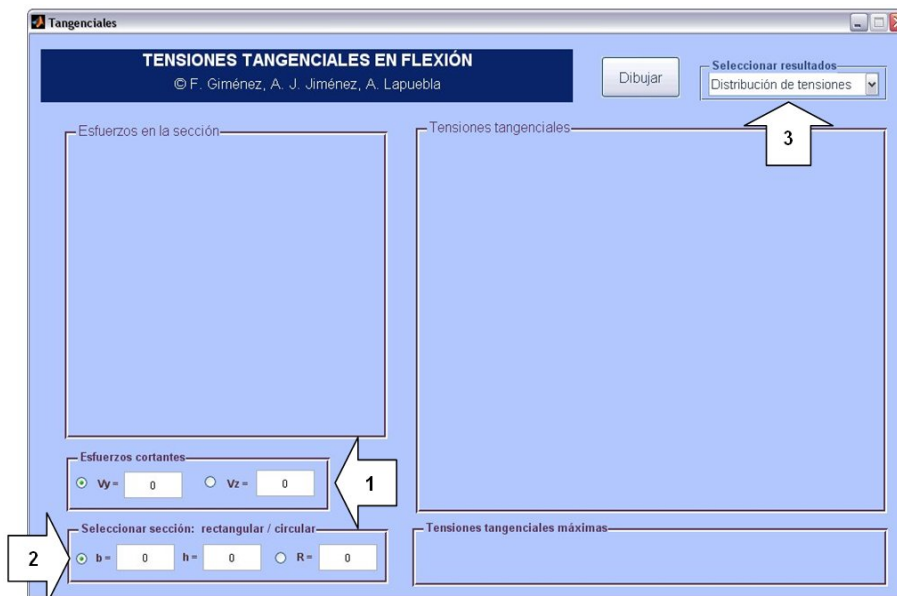 Tangenciales
TENSIONES TANGENCIALES EN FLEXIÓN
© F. Giménez, A. J. Jiménez, A. Lapuebla
Dibujar
Seleccionar resultados
Distribución de tensiones
3
Esfuerzos en la sección
Tensiones tangenciales
Esfuerzos cortantes
Vy = 0 Vz = 0
1
Seleccionar sección: rectangular / circular
b = 0 h = 0 R = 0
2
Tensiones tangenciales máximas